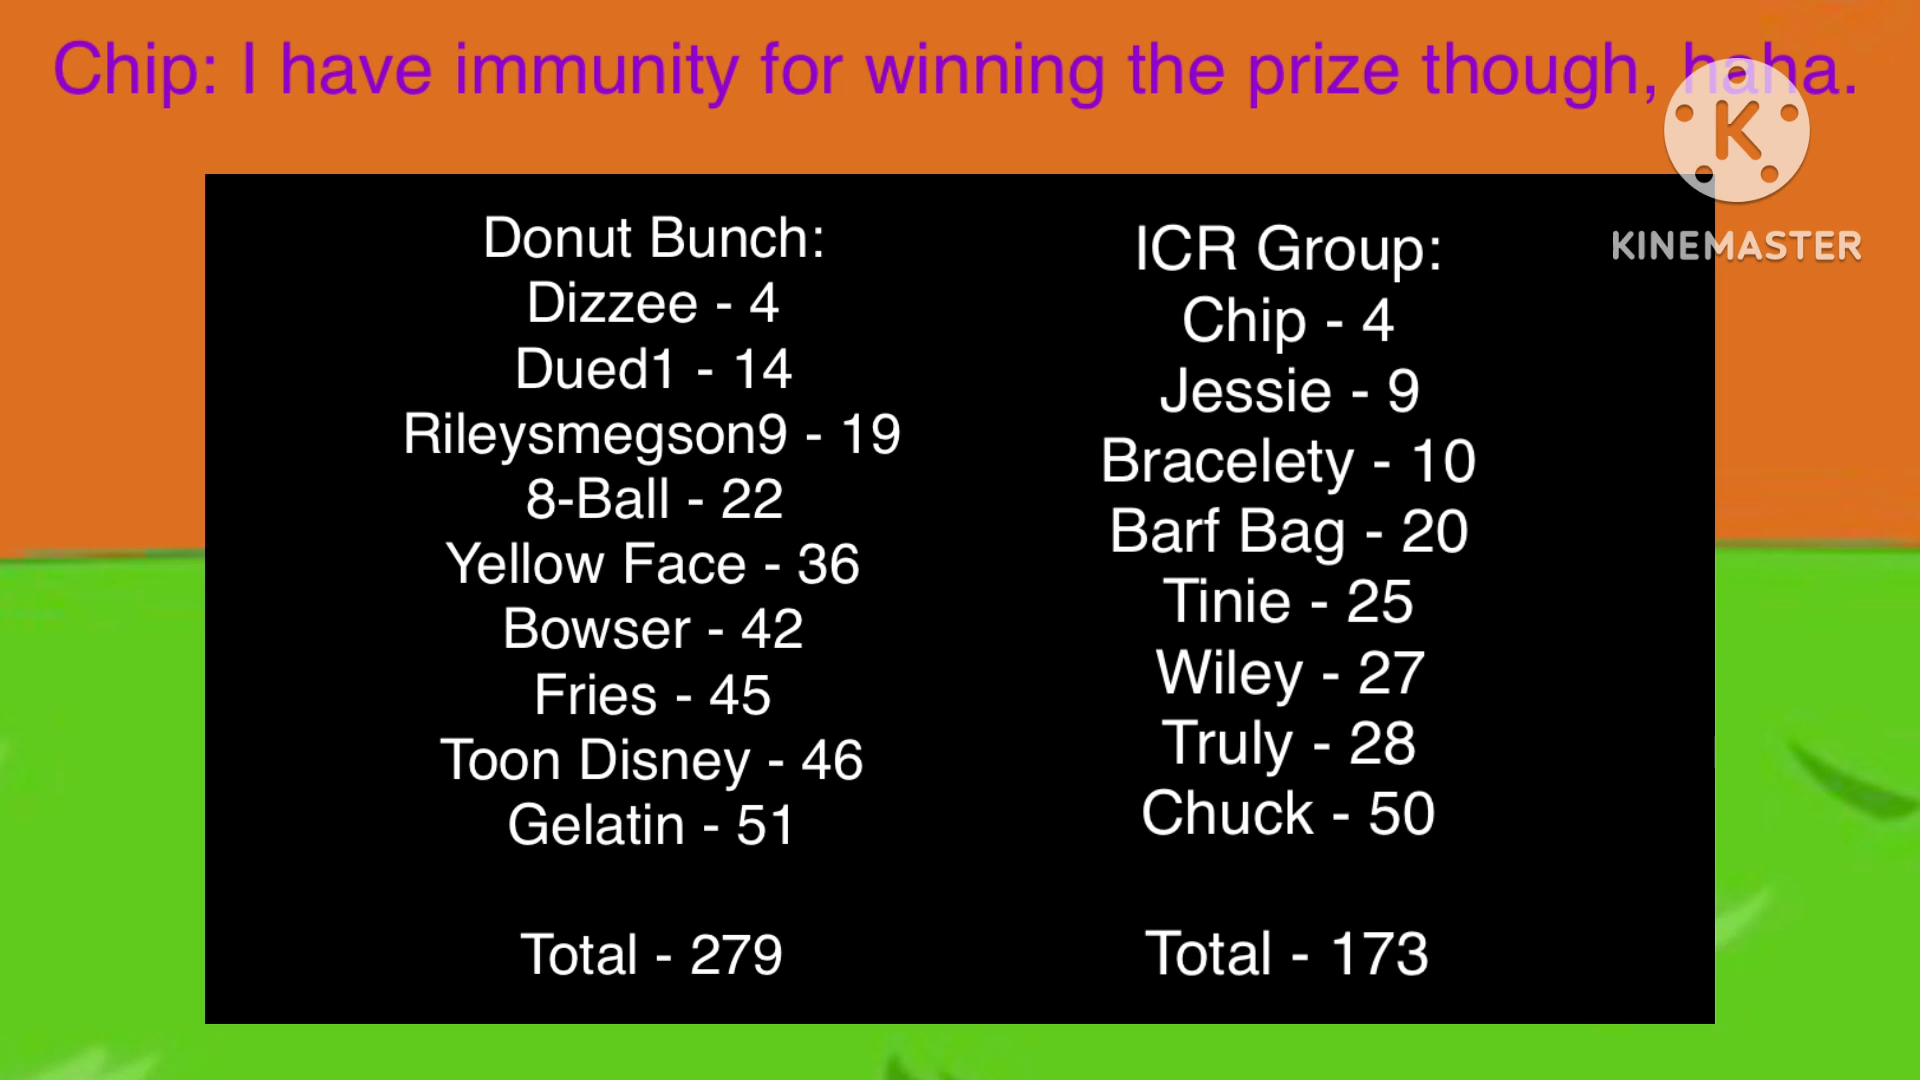 Chip: I have immunity for winning the prize though, haha.
K
KINEMASTER
Donut Bunch:
Dizzee - 4
Dued1 - 14
Rileysmegson9 - 19
8-Ball - 22
Yellow Face - 36
Bowser - 42
Fries - 45
Toon Disney - 46
Gelatin - 51
Total - 279
ICR Group:
Chip - 4
Jessie - 9
Bracelety - 10
Barf Bag - 20
Tinie - 25
Wiley - 27
Truly - 28
Chuck - 50
Total - 173